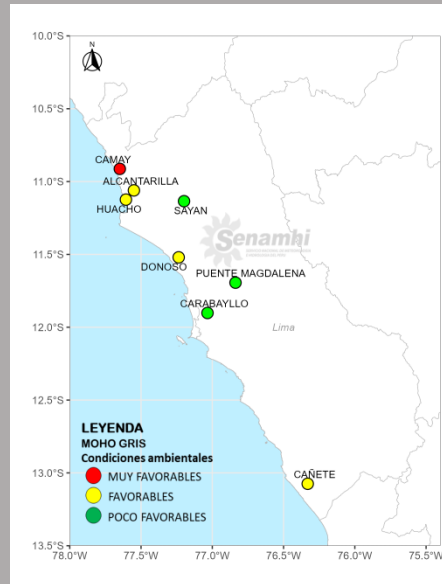 10.0°S
N
10.5°S
CAMAY
11.0°S
ALCANTARILLA
HUACHO
SAYAN
Senamhi
11.5°S
DONOSO
PUENTE MAGDALENA
CARABAYLLO
12.0°S
Lima
12.5°S
LEYENDA
MOHO GRIS
Condiciones ambientales
MUY FAVORABLES
FAVORABLES
POCO FAVORABLES
CAÑETE
13.0°S
13.5°S
78.0°W 77.5°W 77.0°W 76.5°W 76.0°W 75.5°W